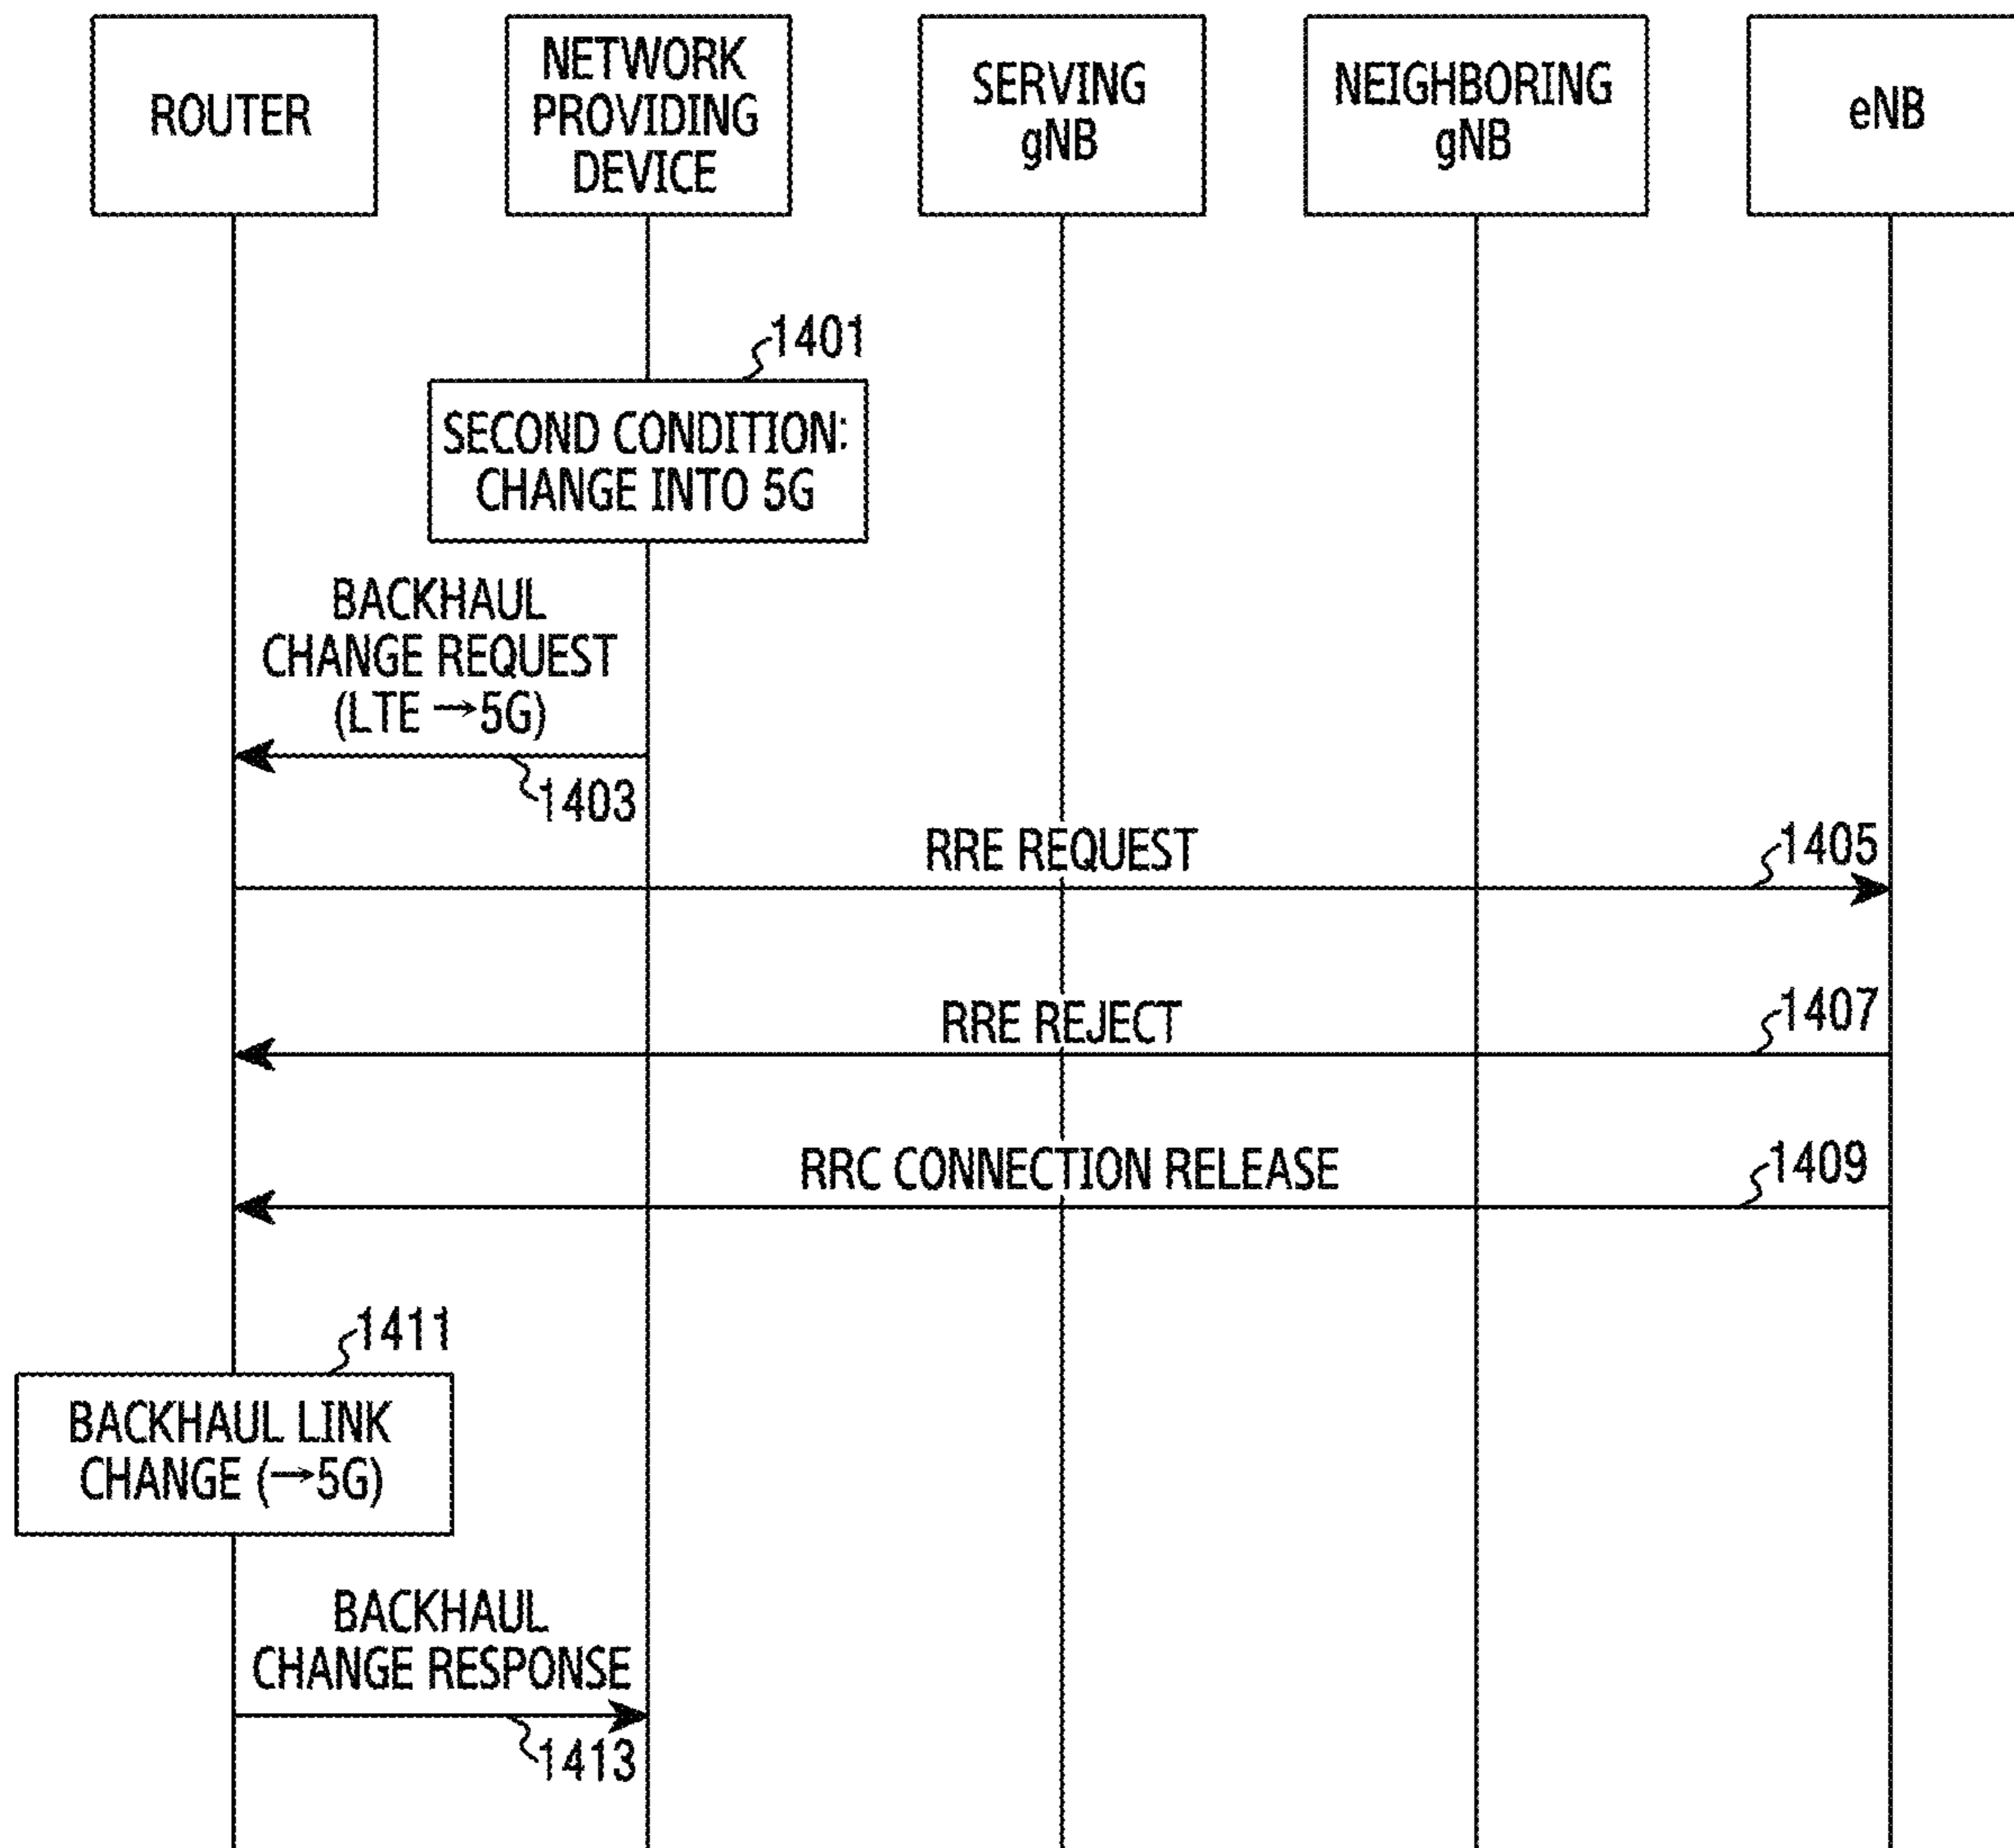 ROUTER
NETWORK
PROVIDING
DEVICE
SERVING
gNB
NEIGHBORING
gNB
eNB
1401
SECOND CONDITION:
CHANGE INTO 5G
BACKHAUL
CHANGE REQUEST
(LTE →5G)
1403
RRE REQUEST
1405
RRE REJECT
1407
RRC CONNECTION RELEASE
1409
1411
BACKHAUL LINK
CHANGE (→5G)
BACKHAUL
CHANGE RESPONSE
1413